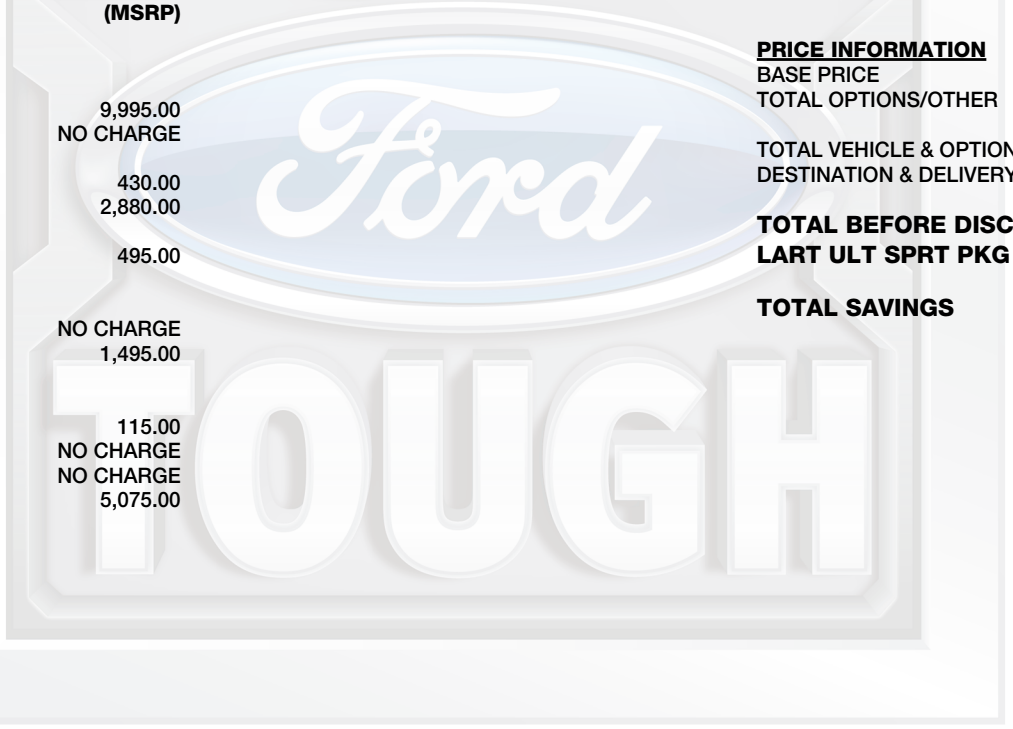 (MSRP)
9,995.00
NO CHARGE
430.00
2,880.00
495.00
NO CHARGE
1,495.00
115.00
NO CHARGE
NO CHARGE
5,075.00
PRICE INFORMATION
BASE PRICE
TOTAL OPTIONS/OTHER
TOTAL VEHICLE & OPTION
DESTINATION & DELIVERY
TOTAL BEFORE DISC
LART ULT SPRT PKG
TOTAL SAVINGS
Ford
TOUGH